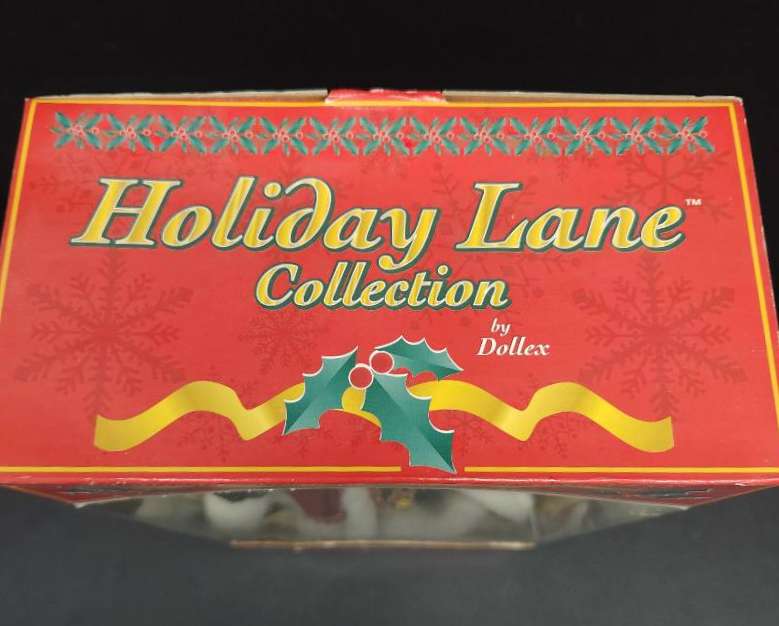 Holiday Lane™
Collection
by
Dollex